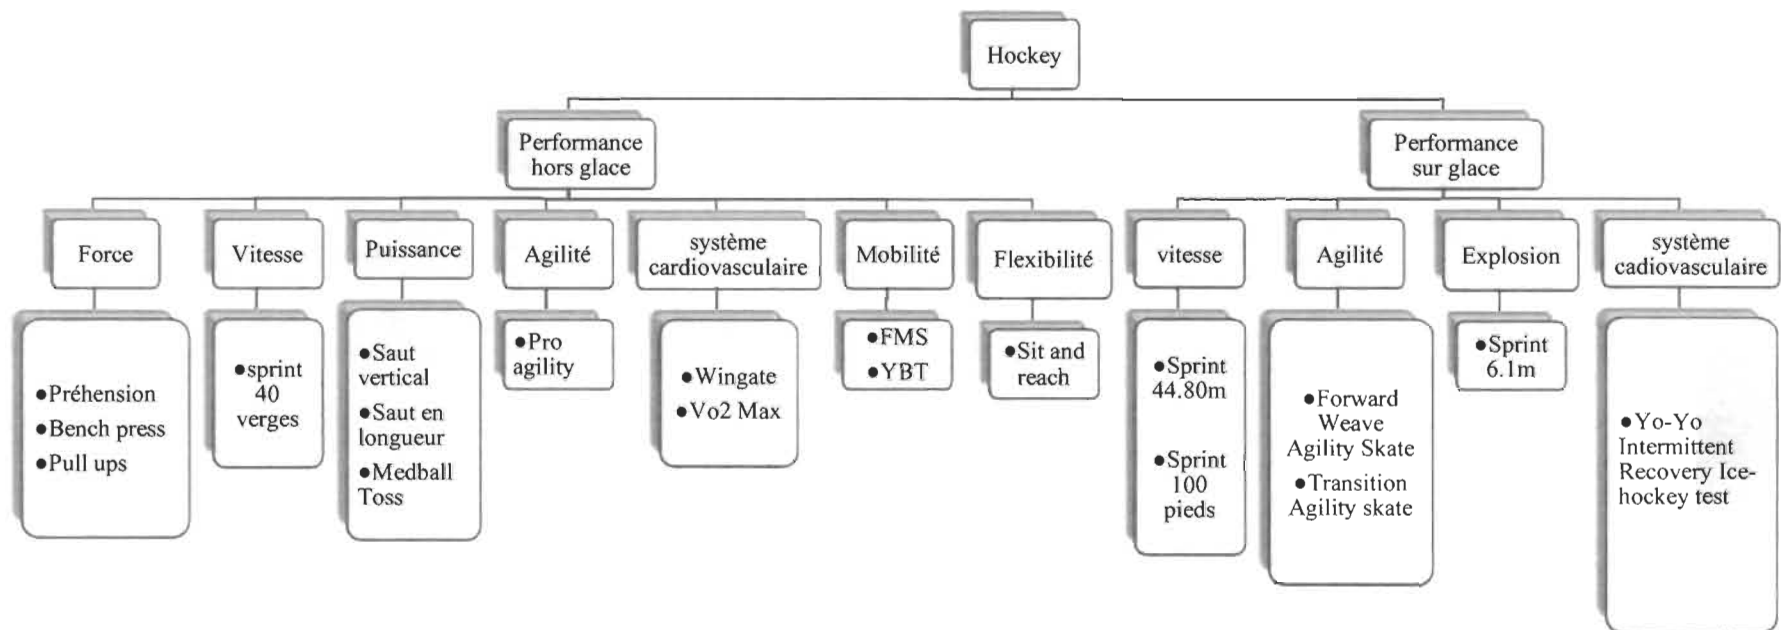 Hockey
Performance
hors glace
Performance
sur glace
Force
Vitesse
Puissance
Agilité
système
cardiovasculaire
Mobilité
Flexibilité
vitesse
Agilité
Explosion
système
cadiovasculaire
●Préhension
●Bench press
●Pull ups
●sprint
40
verges
●Saut
vertical
●Saut en
longueur
●Medball
Toss
●Pro
agility
●Wingate
●Vo2 Max
●FMS
●YBT
●Sit and
reach
●Sprint
44.80m
●Sprint
100
pieds
●Forward
Weave
Agility Skate
●Transition
Agility skate
●Sprint
6.1m
●Yo-Yo
Intermittent
Recovery Ice-
hockey test